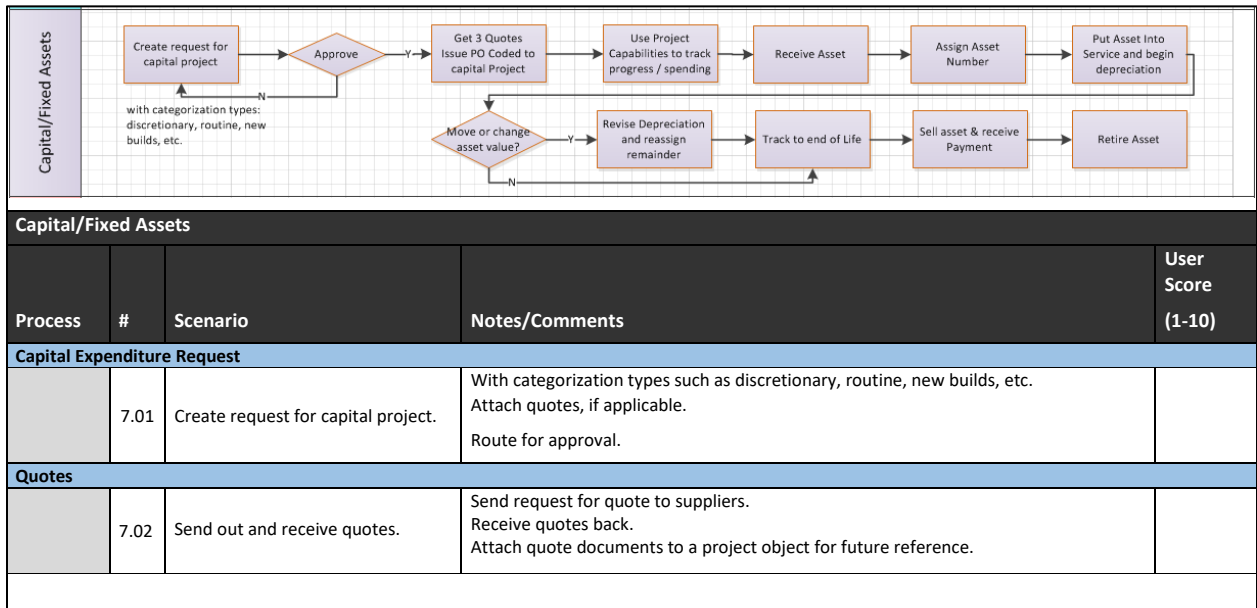 Capital/Fixed Assets
Create request for
capital project
Approve
Y
N
with categorization types:
discretionary, routine, new
builds, etc.
Get 3 Quotes
Issue PO Coded to
capital Project
Use Project
Capabilities to track
progress / spending
Receive Asset
Assign Asset
Number
Put Asset Into
Service and begin
depreciation
Move or change
asset value?
Y
N
Revise Depreciation
and reassign
remainder
Track to end of Life
Sell asset & receive
Payment
Retire Asset
Capital/Fixed Assets
Process
#
Scenario
Notes/Comments
User
Score
(1-10)
Capital Expenditure Request
7.01
Create request for capital project.
With categorization types such as discretionary, routine, new builds, etc.
Attach quotes, if applicable.
Route for approval.
Quotes
7.02
Send out and receive quotes.
Send request for quote to suppliers.
Receive quotes back.
Attach quote documents to a project object for future reference.